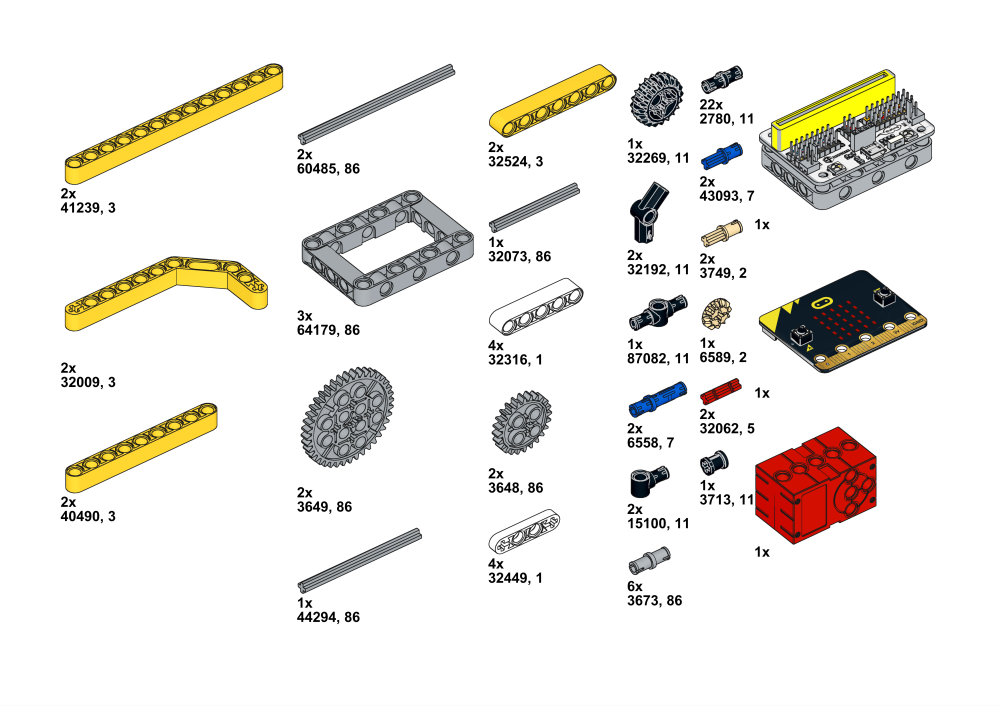 2x
41239, 3
2x
32009, 3
2x
40490, 3
2x
60485, 86
3x
64179, 86
2x
3649, 86
1x
44294, 86
2x
32524, 3
1x
32073, 86
4x
32316, 1
2x
3648, 86
4x
32449, 1
1x
32269, 11
2x
32192, 11
1x
87082, 11
2x
6558, 7
2x
15100, 11
6x
3673, 86
22x
2780, 11
2x
43093, 7
2x
3749, 2
1x
6589, 2
2x
32062, 5
1x
3713, 11
1x
1x
1x